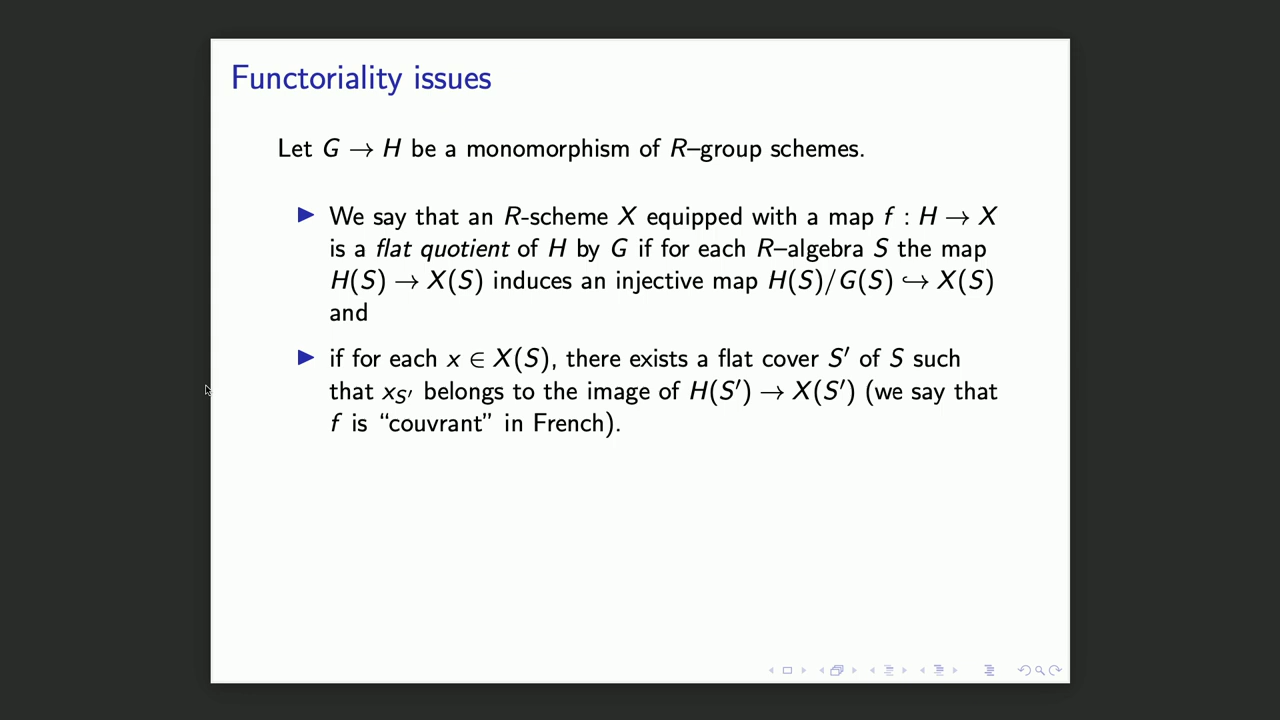 Functoriality issues
Let G → H be a monomorphism of R–group schemes.
▶ We say that an R-scheme X equipped with a map f : H → X
is a flat quotient of H by G if for each R–algebra S the map
H(S) → X(S) induces an injective map H(S)/G(S) ↪ X(S)
and
▶ if for each x ∈ X(S), there exists a flat cover S′ of S such
that x_{S′} belongs to the image of H(S′) → X(S′) (we say that
f is “couvrant” in French).